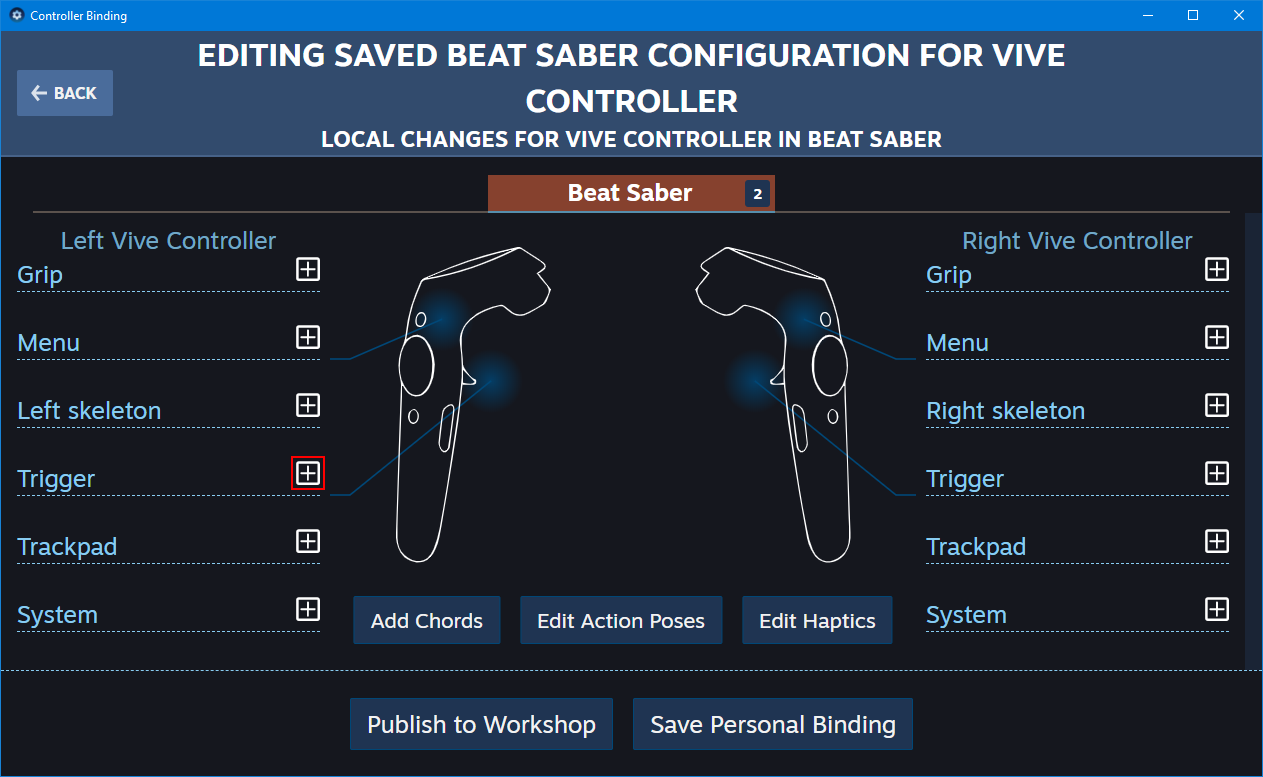 Controller Binding
EDITING SAVED BEAT SABER CONFIGURATION FOR VIVE
CONTROLLER
BACK
LOCAL CHANGES FOR VIVE CONTROLLER IN BEAT SABER
Beat Saber 2
Left Vive Controller
Grip
Menu
Left skeleton
Trigger
Trackpad
System
Right Vive Controller
Grip
Menu
Right skeleton
Trigger
Trackpad
System
Add Chords
Edit Action Poses
Edit Haptics
Publish to Workshop
Save Personal Binding